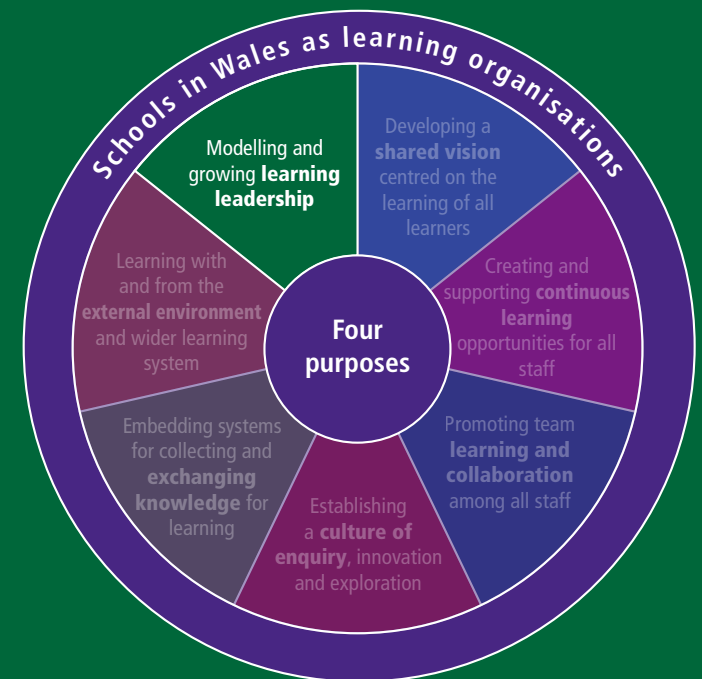 Schools in Wales as learning organisations
Modelling and
growing learning
leadership
Developing a
shared vision
centred on the
learning of all
learners
Creating and
supporting continuous
learning
opportunities for all
staff
Promoting team
learning and
collaboration
among all staff
Establishing
a culture of
enquiry, innovation
and exploration
Embedding systems
for collecting and
exchanging
knowledge for
learning
Learning with
and from the
external environment
and wider learning
system
Four
purposes